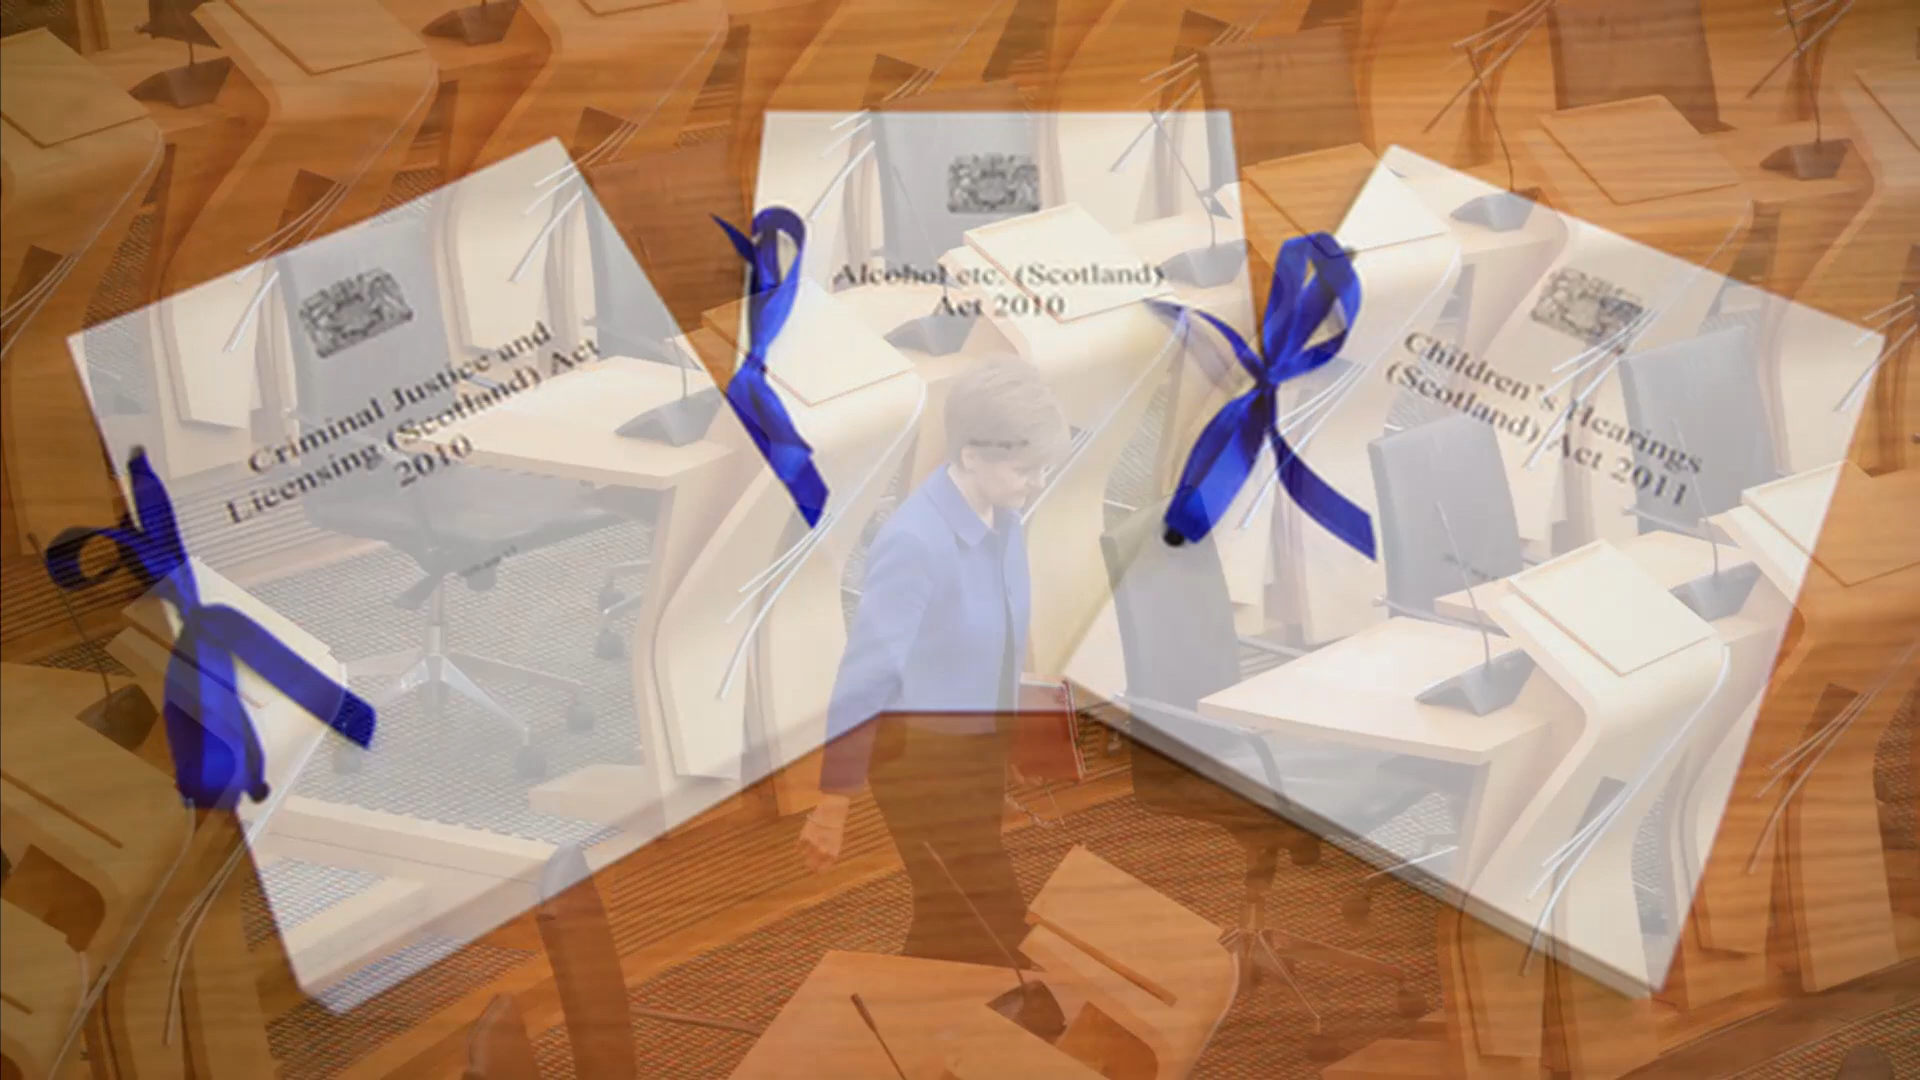 Criminal Justice and
Licensing (Scotland) Act
2010
Alcohol etc. (Scotland)
Act 2010
Children's Hearings
(Scotland) Act 2011